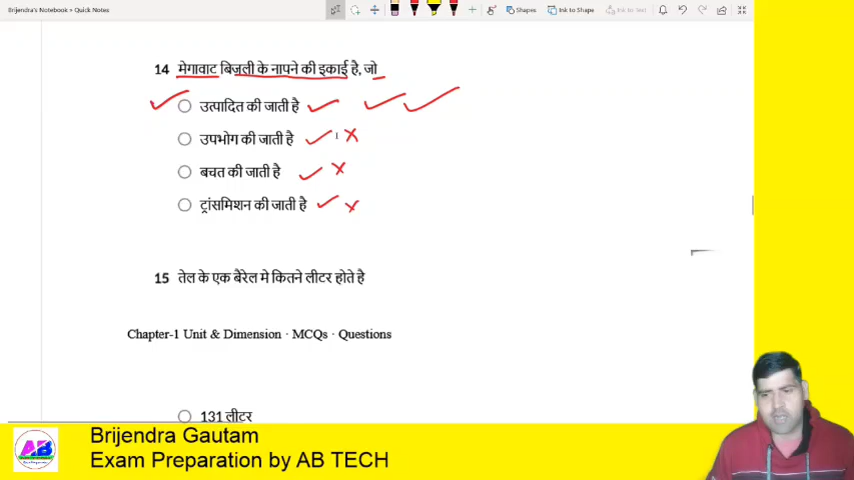 Brijendra's Notebook > Quick Notes
Shapes
Ink to Shape
Ink to Text
14 मेगावाट बिजली के नापने की इकाई है, जो
उत्पादित की जाती है
उपभोग की जाती है
बचत की जाती है
ट्रांसमिशन की जाती है
15 तेल के एक बैरेल मे कितने लीटर होते है
Chapter-1 Unit & Dimension · MCQs · Questions
131 लीटर
AB
Brijendra Gautam
Exam Preparation by AB TECH